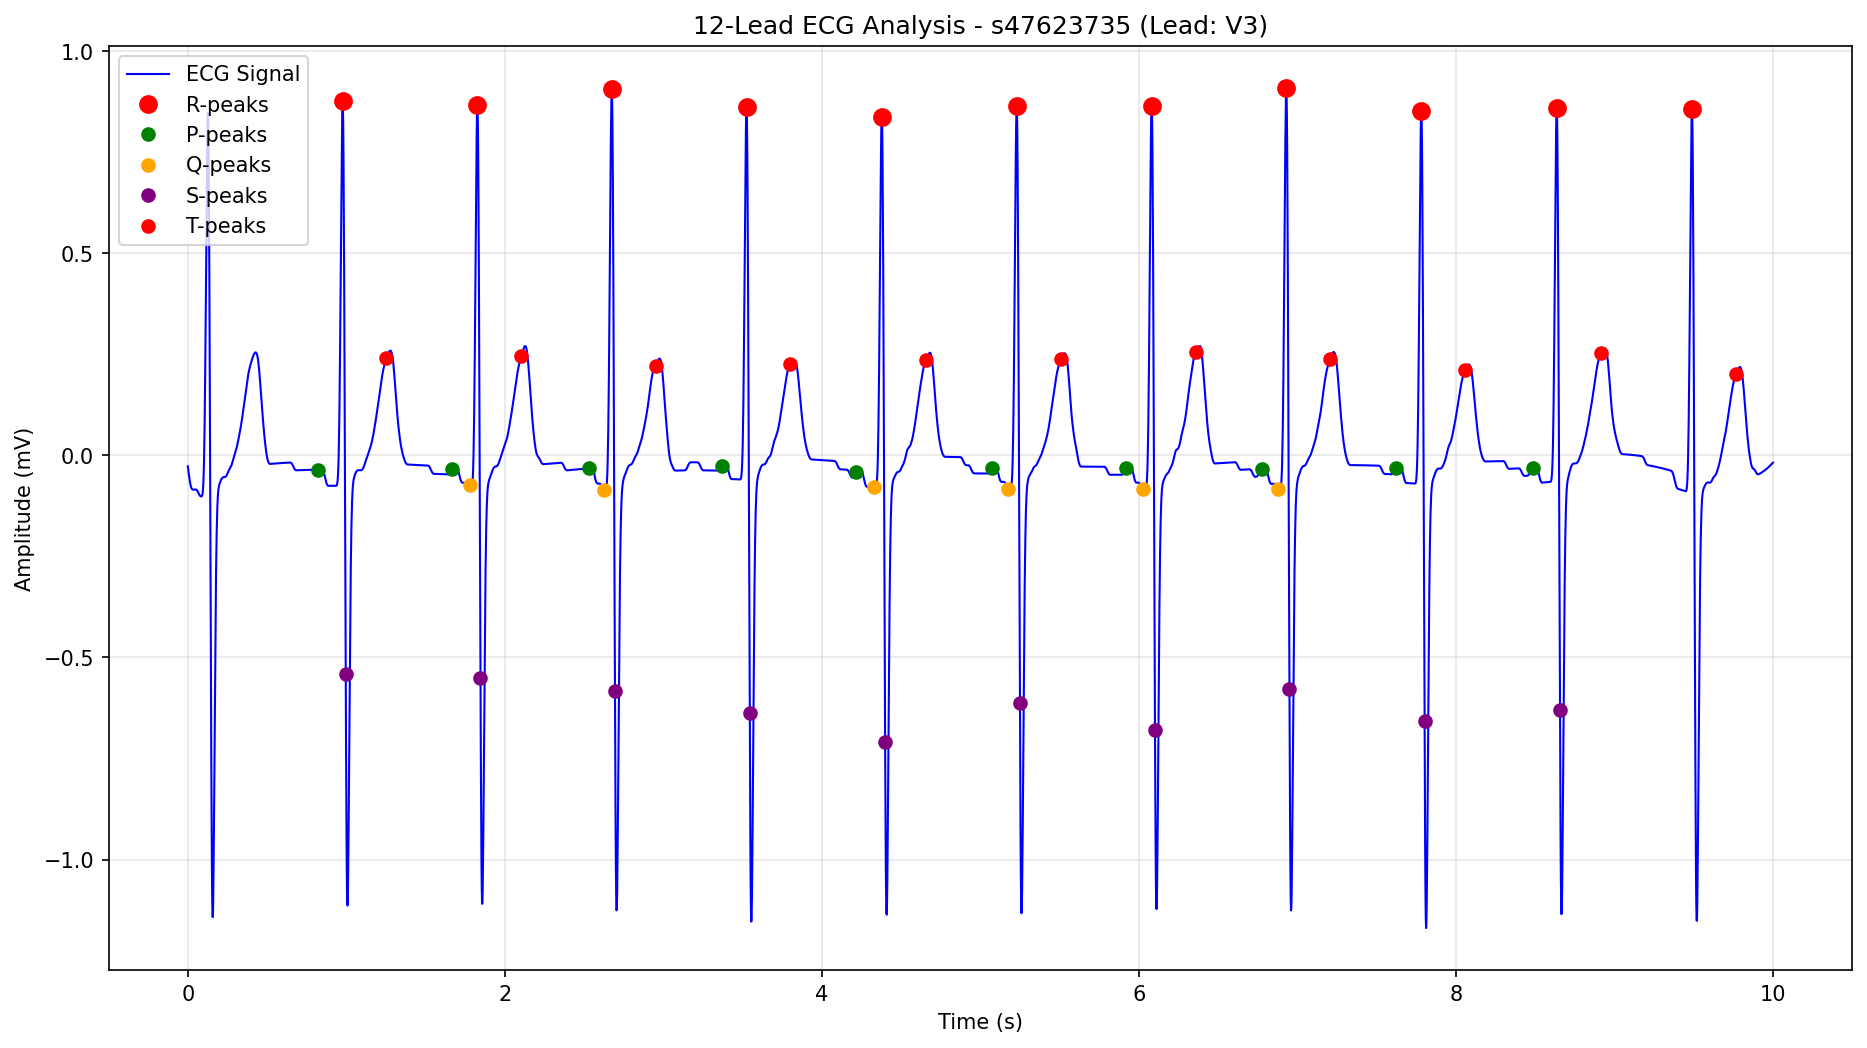 12-Lead ECG Analysis - s47623735 (Lead: V3)
ECG Signal
R-peaks
P-peaks
Q-peaks
S-peaks
T-peaks
1.0
0.5
0.0
−0.5
−1.0
Amplitude (mV)
0 2 4 6 8 10
Time (s)